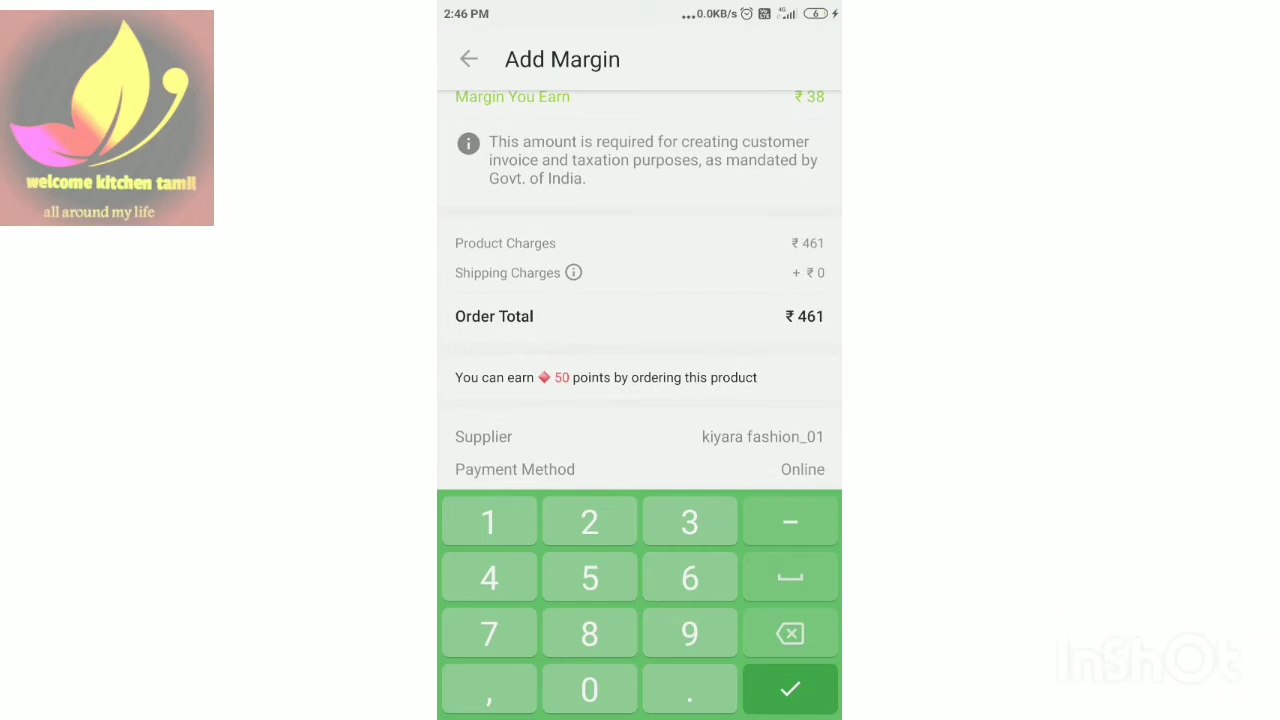 welcome kitchen tamil
all around my life
2:46 PM
...0.0KB/s 4G 6
Add Margin
Margin You Earn ₹ 38
This amount is required for creating customer
invoice and taxation purposes, as mandated by
Govt. of India.
Product Charges ₹ 461
Shipping Charges + ₹ 0
Order Total ₹ 461
You can earn 50 points by ordering this product
Supplier kiyara fashion_01
Payment Method Online
1 2 3 −
4 5 6
7 8 9
, 0 .
InShOt